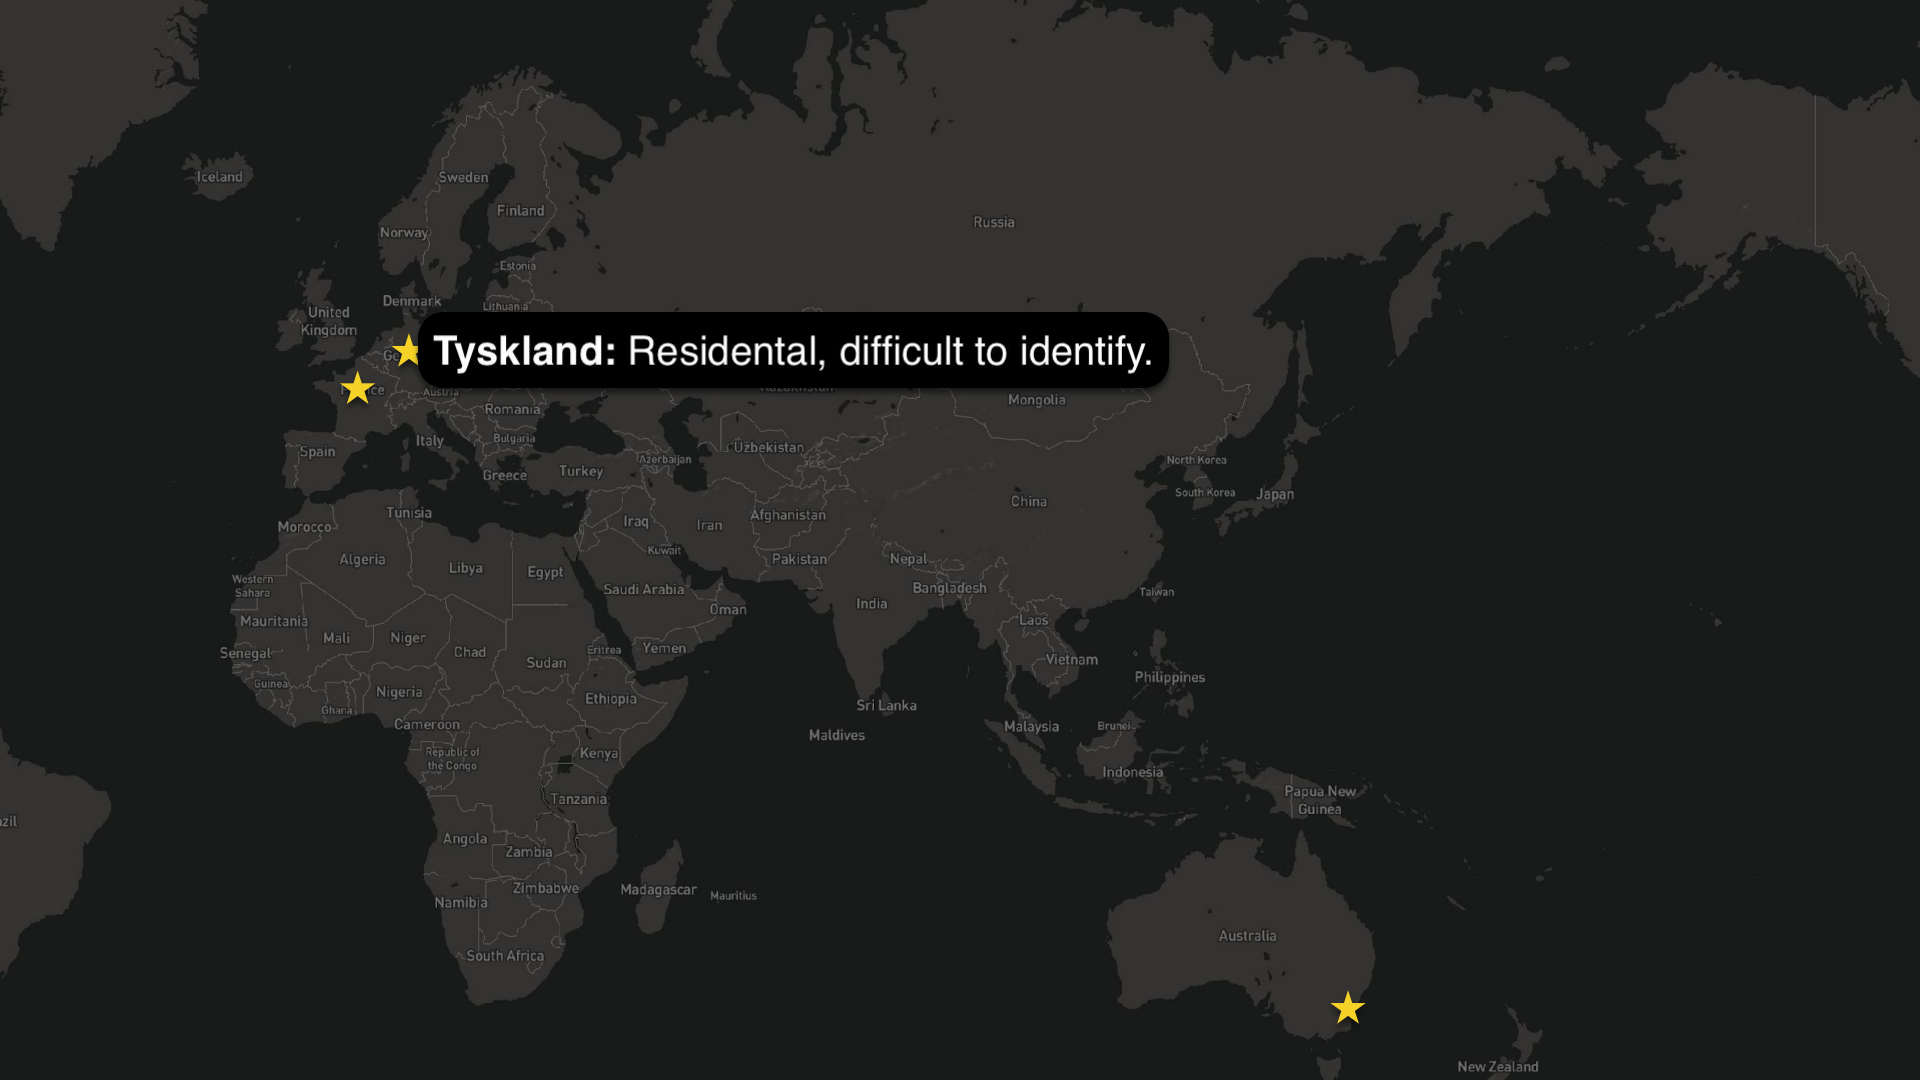 Iceland
Sweden
Finland
Russia
Norway
Estonia
Denmark
Lithuania
United
Kingdom
Tyskland: Residental, difficult to identify.
Austria
Mongolia
Romania
Bulgaria
Italy
Spain
Uzbekistan
Azerbaijan
North Korea
Greece
Turkey
South Korea
Japan
China
Tunisia
Morocco
Iraq
Iran
Afghanistan
Kuwait
Algeria
Libya
Egypt
Pakistan
Nepal
Western
Sahara
Saudi Arabia
Bangladesh
Taiwan
India
Oman
Mauritania
Laos
Mali
Niger
Chad
Senegal
Sudan
Eritrea
Yemen
Vietnam
Philippines
Guinea
Nigeria
Ethiopia
Ghana
Sri Lanka
Cameroon
Maldives
Malaysia
Brunei
Republic of
the Congo
Kenya
Indonesia
Tanzania
Papua New
Guinea
zil
Angola
Zambia
Zimbabwe
Madagascar
Mauritius
Namibia
Australia
South Africa
New Zealand